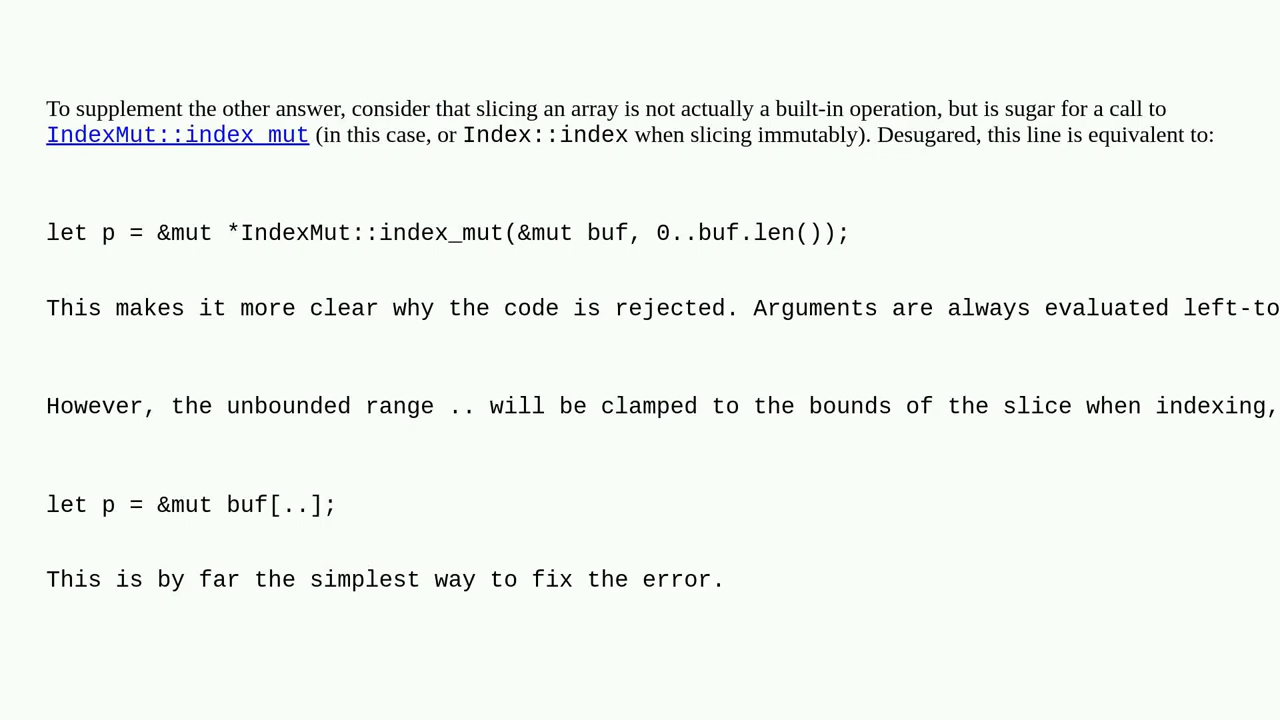 To supplement the other answer, consider that slicing an array is not actually a built-in operation, but is sugar for a call to
IndexMut::index_mut (in this case, or Index::index when slicing immutably). Desugared, this line is equivalent to:
let p = &mut *IndexMut::index_mut(&mut buf, 0..buf.len());
This makes it more clear why the code is rejected. Arguments are always evaluated left-to
However, the unbounded range .. will be clamped to the bounds of the slice when indexing,
let p = &mut buf[..];
This is by far the simplest way to fix the error.